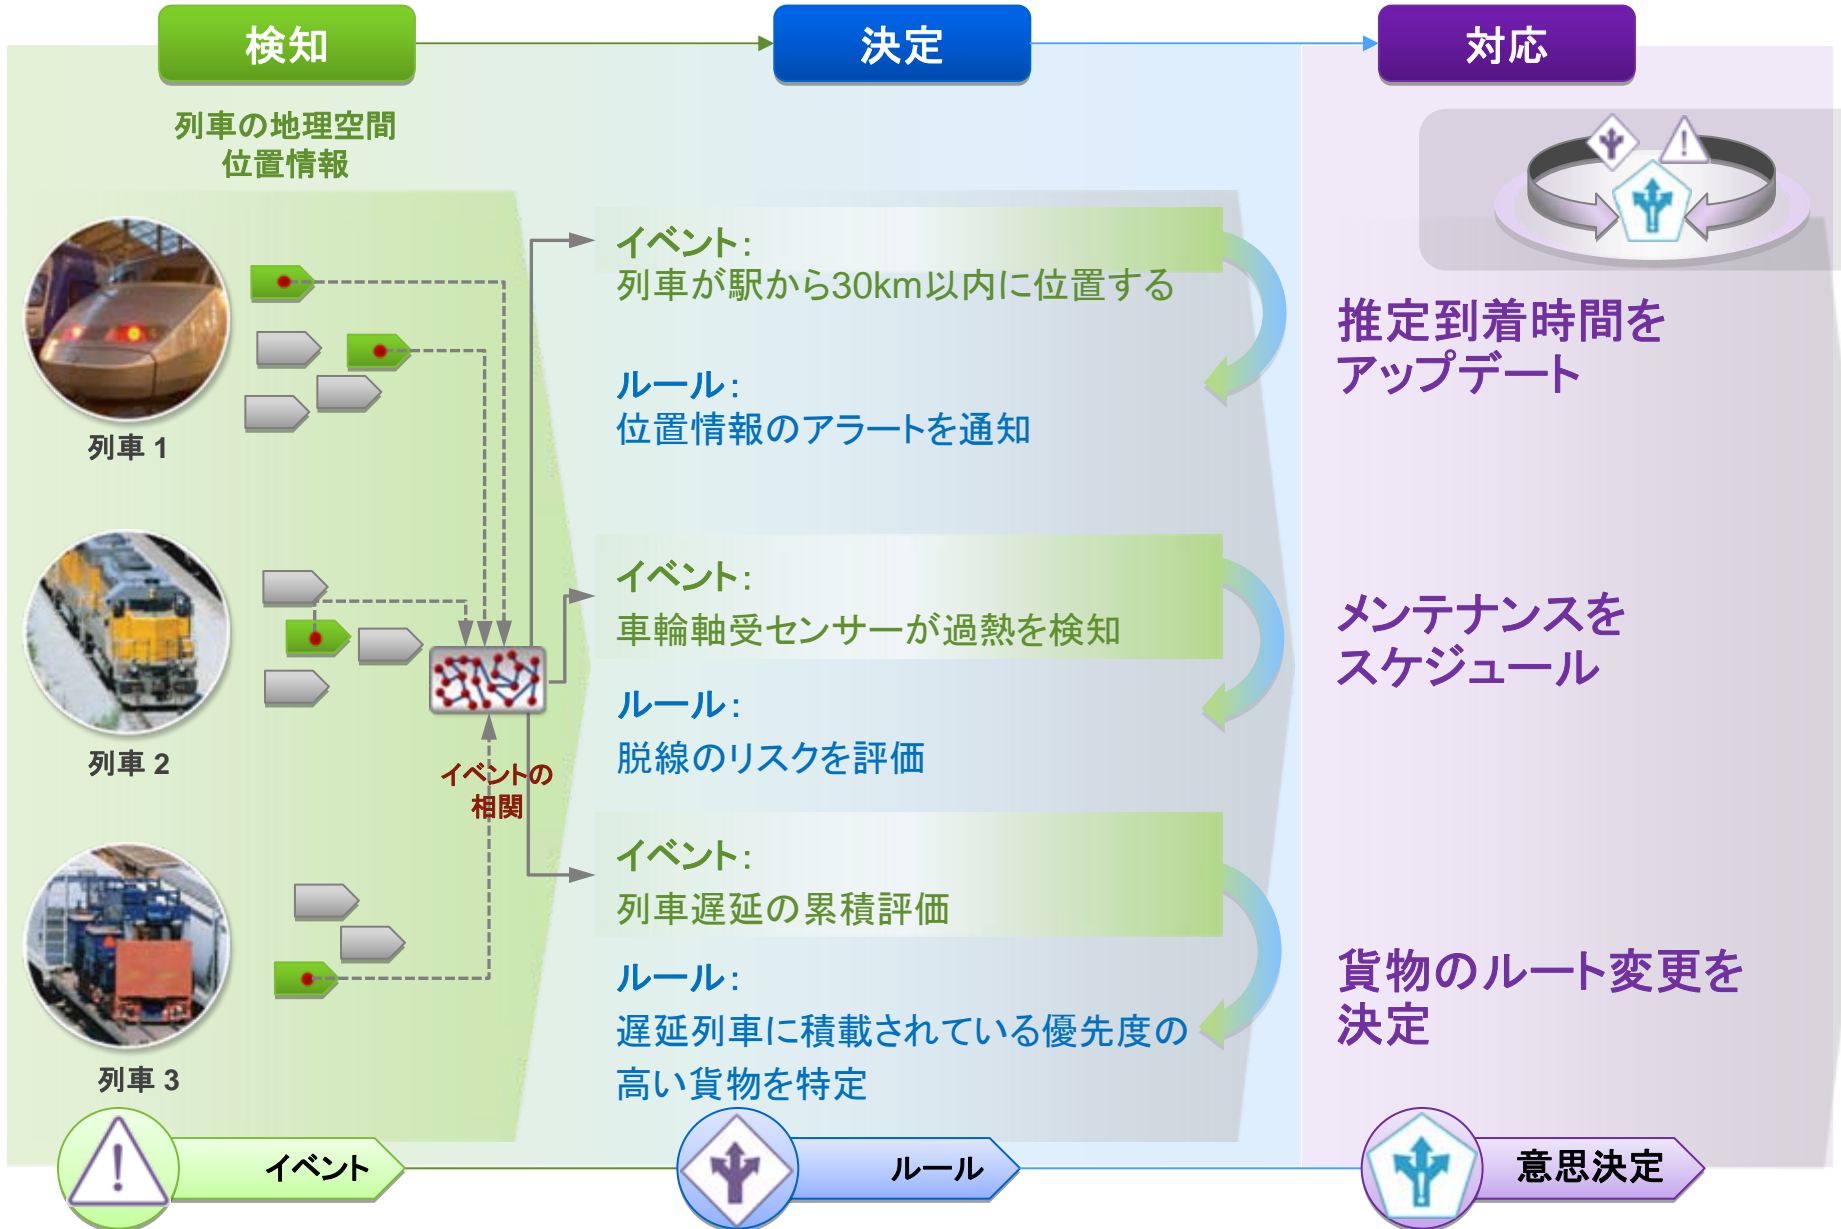 検知
決定
対応
列車の地理空間
位置情報
列車 1
列車 2
列車 3
イベントの
相関
イベント：
列車が駅から30km以内に位置する
ルール：
位置情報のアラートを通知
イベント：
車輪軸受センサーが過熱を検知
ルール：
脱線のリスクを評価
イベント：
列車遅延の累積評価
ルール：
遅延列車に積載されている優先度の
高い貨物を特定
推定到着時間を
アップデート
メンテナンスを
スケジュール
貨物のルート変更を
決定
イベント
ルール
意思決定